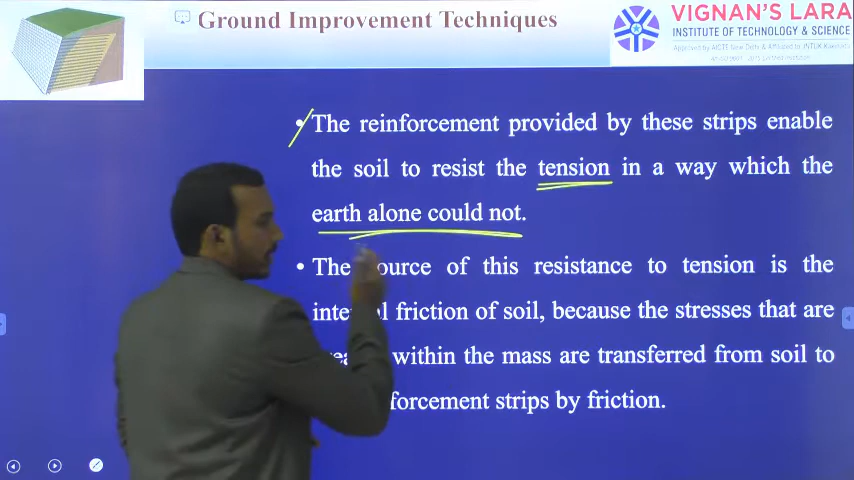 Ground Improvement Techniques
VIGNAN'S LARA
INSTITUTE OF TECHNOLOGY & SCIENCE
• The reinforcement provided by these strips enable
the soil to resist the tension in a way which the
earth alone could not.
• The source of this resistance to tension is the
friction of soil, because the stresses that are
within the mass are transferred from soil to
strips by friction.